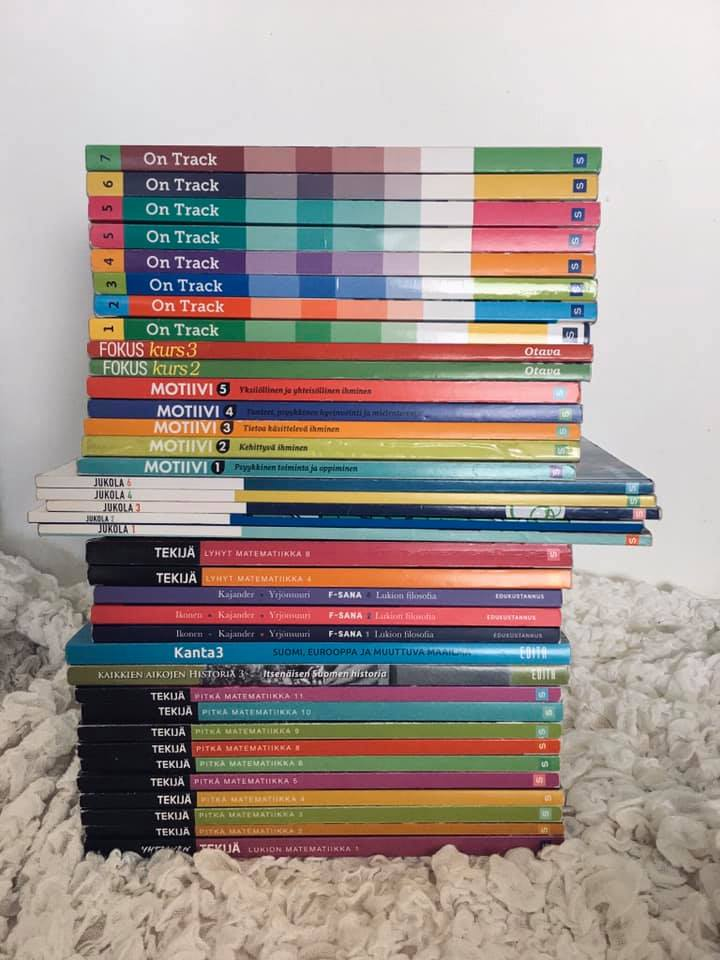 7 On Track S
6 On Track S
5 On Track S
5 On Track S
4 On Track S
3 On Track S
2 On Track S
1 On Track S
FOKUS kurs 3 Otava
FOKUS kurs 2 Otava
MOTIIVI 5 Yksilöllinen ja yhteisöllinen ihminen S
MOTIIVI 4 Tunteet, psyykkinen hyvinvointi ja mielenterveys S
MOTIIVI 3 Tietoa käsittelevä ihminen S
MOTIIVI 2 Kehittyvä ihminen S
MOTIIVI 1 Psyykkinen toiminta ja oppiminen S
JUKOLA 6 S
JUKOLA 4 S
JUKOLA 3 S
JUKOLA 2
JUKOLA 1 S
TEKIJÄ LYHYT MATEMATIIKKA 8 S
TEKIJÄ LYHYT MATEMATIIKKA 4
Kajander • Yrjönsuuri F-SANA Lukion filosofia EDUKUSTANNUS
Ikonen • Kajander • Yrjönsuuri F-SANA 2 Lukion filosofia EDUKUSTANNUS
Ikonen • Kajander • Yrjönsuuri F-SANA 1 Lukion filosofia EDUKUSTANNUS
Kanta3 SUOMI, EUROOPPA JA MUUTTUVA MAAILMA EDITA
KAIKKIEN AIKOJEN HISTORIA 3 Itsenäisen Suomen historia EDITA
TEKIJÄ PITKÄ MATEMATIIKKA 11 S
TEKIJÄ PITKÄ MATEMATIIKKA 10 S
TEKIJÄ PITKÄ MATEMATIIKKA 9 S
TEKIJÄ PITKÄ MATEMATIIKKA 8 S
TEKIJÄ PITKÄ MATEMATIIKKA 6 S
TEKIJÄ PITKÄ MATEMATIIKKA 5 S
TEKIJÄ PITKÄ MATEMATIIKKA 4 S
TEKIJÄ PITKÄ MATEMATIIKKA 3 S
TEKIJÄ PITKÄ MATEMATIIKKA 2 S
YHTEINEN TEKIJÄ LUKION MATEMATIIKKA 1